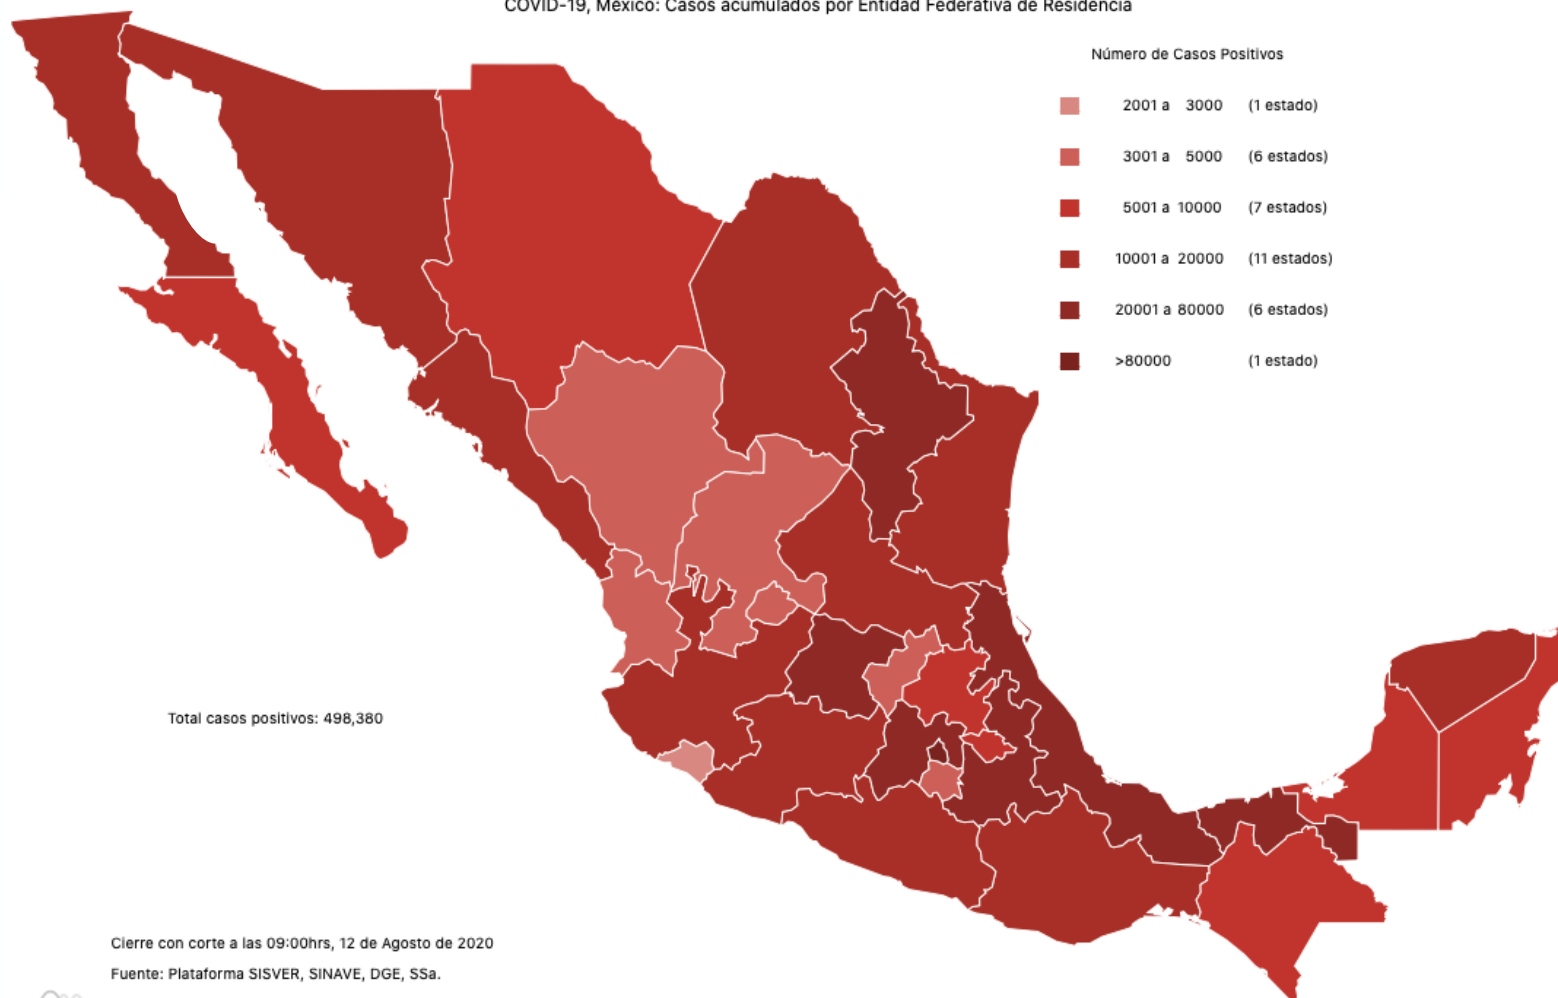 COVID-19, México: Casos acumulados por Entidad Federativa de Residencia
Número de Casos Positivos
2001 a 3000 (1 estado)
3001 a 5000 (6 estados)
5001 a 10000 (7 estados)
10001 a 20000 (11 estados)
20001 a 80000 (6 estados)
>80000 (1 estado)
Total casos positivos: 498,380
Cierre con corte a las 09:00hrs, 12 de Agosto de 2020
Fuente: Plataforma SISVER, SINAVE, DGE, SSa.